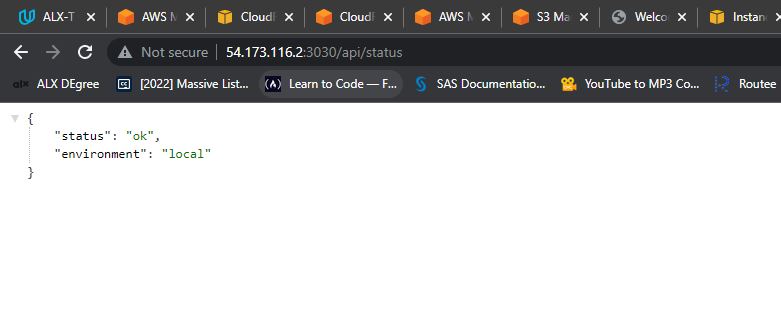 ALX-T AWS M CloudF CloudF AWS M S3 Ma Welco Instan
Not secure 54.173.116.2:3030/api/status
alx ALX DEgree [2022] Massive List... Learn to Code — F... SAS Documentatio... YouTube to MP3 Co... Routee
{
"status": "ok",
"environment": "local"
}